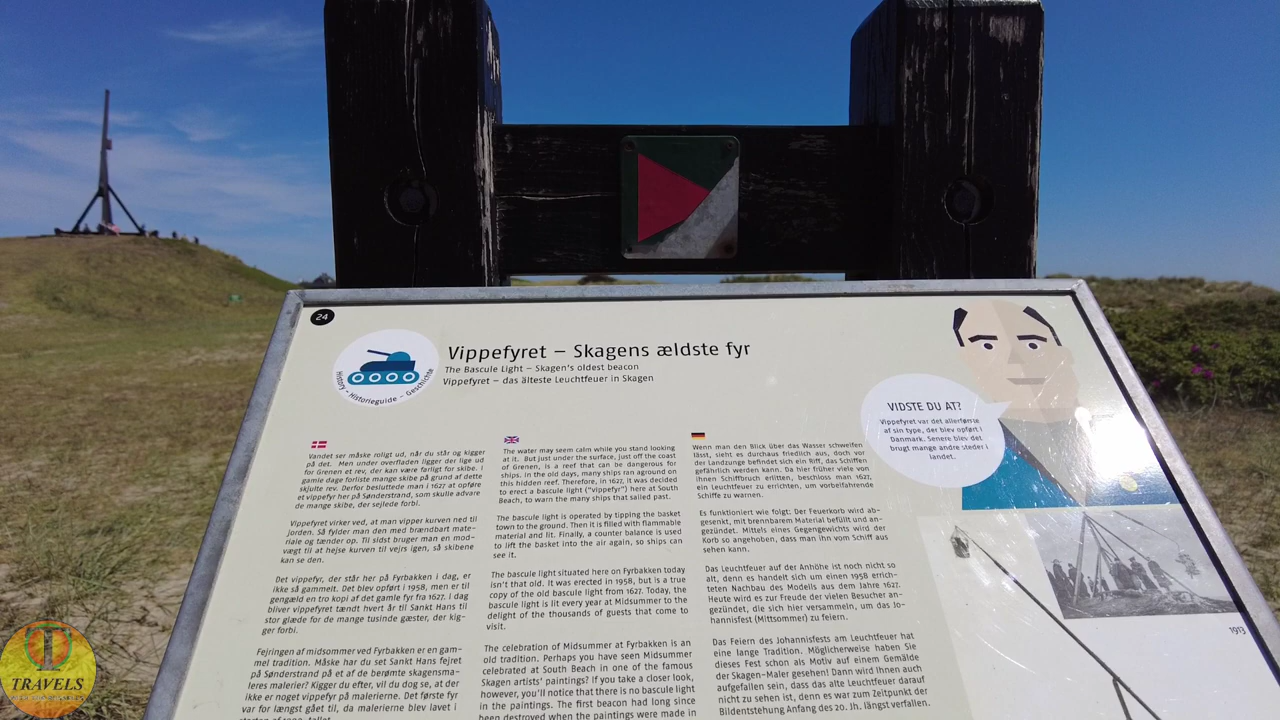 24
History - Historieguide - Geschichte
Vippefyret – Skagens ældste fyr
The Bascule Light – Skagen's oldest beacon
Vippefyret – das älteste Leuchtfeuer in Skagen
Vandet ser måske roligt ud, når du står og kigger
på det. Men under overfladen ligger der lige ud
for Grenen et rev, der kan være farligt for skibe. I
gamle dage forliste mange skibe på grund af dette
skjulte rev. Derfor besluttede man i 1627 at opføre
et vippefyr her på Sønderstrand, som skulle advare
de mange skibe, der sejlede forbi.
Vippefyret virker ved, at man vipper kurven ned til
jorden. Så fylder man den med brændbart mate-
riale og tænder op. Til sidst bruger man en mod-
vægt til at hejse kurven til vejrs igen, så skibene
kan se den.
Det vippefyr, der står her på Fyrbakken i dag, er
ikke så gammelt. Det blev opført i 1958, men er til
gengæld en tro kopi af det gamle fyr fra 1627. I dag
bliver vippefyret tændt hvert år til Sankt Hans til
stor glæde for de mange tusinde gæster, der kig-
ger forbi.
Fejringen af midsommer ved Fyrbakken er en gam-
mel tradition. Måske har du set Sankt Hans fejret
på Sønderstrand på et af de berømte skagensma-
leres malerier? Kigger du efter, vil du dog se, at der
ikke er noget vippefyr på malerierne. Det første fyr
var for længst gået til, da malerierne blev lavet i
The water may seem calm while you stand looking
at it. But just under the surface, just off the coast
of Grenen, is a reef that can be dangerous for
ships. In the old days, many ships ran aground on
this hidden reef. Therefore, in 1627, it was decided
to erect a bascule light ("vippefyr") here at South
Beach, to warn the many ships that sailed past.
The bascule light is operated by tipping the basket
town to the ground. Then it is filled with flammable
material and lit. Finally, a counter balance is used
to lift the basket into the air again, so ships can
see it.
The bascule light situated here on Fyrbakken today
isn't that old. It was erected in 1958, but is a true
copy of the old bascule light from 1627. Today, the
bascule light is lit every year at Midsummer to the
delight of the thousands of guests that come to
visit.
The celebration of Midsummer at Fyrbakken is an
old tradition. Perhaps you have seen Midsummer
celebrated at South Beach in one of the famous
Skagen artists' paintings? If you take a closer look,
however, you'll notice that there is no bascule light
in the paintings. The first beacon had long since
been destroyed when the paintings were made in
Wenn man den Blick über das Wasser schweifen
lässt, sieht es durchaus friedlich aus, doch vor
der Landzunge befindet sich ein Riff, das Schiffen
gefährlich werden kann. Da hier früher viele von
ihnen Schiffbruch erlitten, beschloss man 1627,
ein Leuchtfeuer zu errichten, um vorbeifahrende
Schiffe zu warnen.
Es funktioniert wie folgt: Der Feuerkorb wird ab-
gesenkt, mit brennbarem Material befüllt und an-
gezündet. Mittels eines Gegengewichts wird der
Korb so angehoben, dass man ihn vom Schiff aus
sehen kann.
Das Leuchtfeuer auf der Anhöhe ist noch nicht so
alt, denn es handelt sich um einen 1958 errich-
teten Nachbau des Modells aus dem Jahre 1627.
Heute wird es zur Freude der vielen Besucher an-
gezündet, die sich hier versammeln, um das Jo-
hannisfest (Mittsommer) zu feiern.
Das Feiern des Johannisfests am Leuchtfeuer hat
eine lange Tradition. Möglicherweise haben Sie
dieses Fest schon als Motiv auf einem Gemälde
der Skagen-Maler gesehen! Dann wird Ihnen auch
aufgefallen sein, dass das alte Leuchtfeuer darauf
nicht zu sehen ist, denn es war zum Zeitpunkt der
Bildentstehung Anfang des 20. Jh. längst verfallen.
VIDSTE DU AT?
Vippefyret var det allerførste
af sin type, der blev opført i
Danmark. Senere blev det
brugt mange andre steder i
landet.
1913
TRAVELS